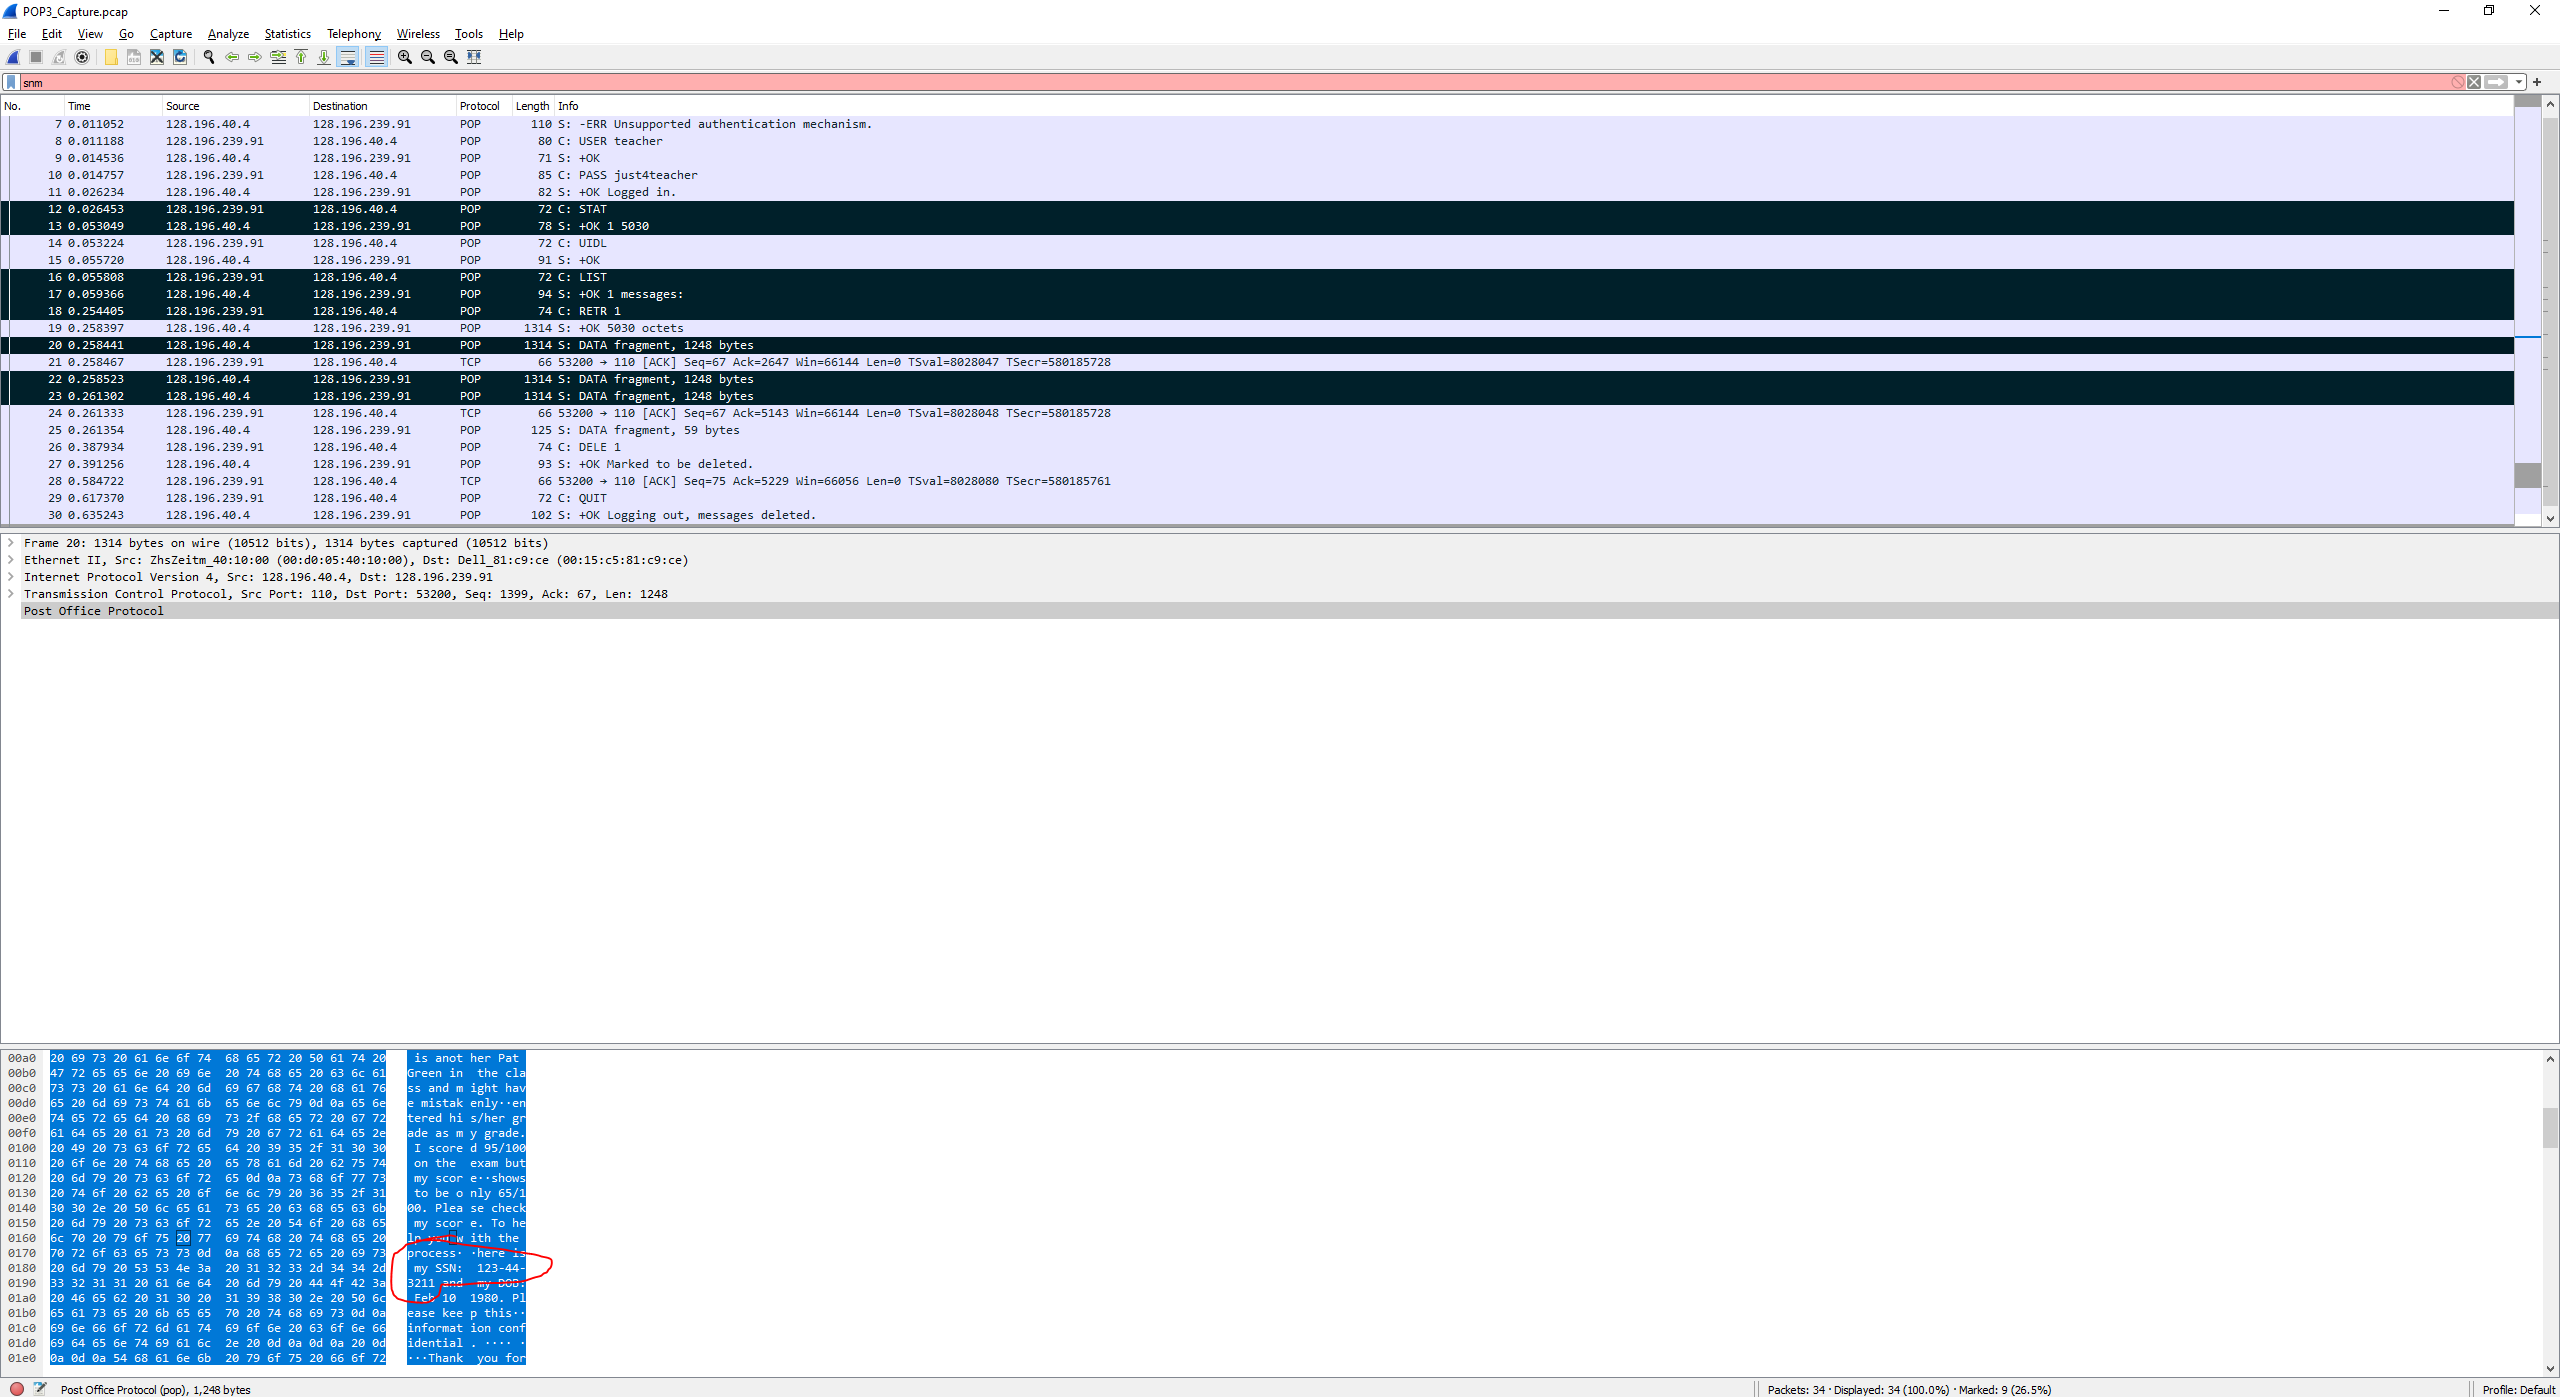 POP3_Capture.pcap
File Edit View Go Capture Analyze Statistics Telephony Wireless Tools Help
snm
No. Time Source Destination Protocol Length Info
7 0.011052 128.196.40.4 128.196.239.91 POP 110 S: -ERR Unsupported authentication mechanism.
8 0.011188 128.196.239.91 128.196.40.4 POP 80 C: USER teacher
9 0.014536 128.196.40.4 128.196.239.91 POP 71 S: +OK
10 0.014757 128.196.239.91 128.196.40.4 POP 85 C: PASS just4teacher
11 0.026234 128.196.40.4 128.196.239.91 POP 82 S: +OK Logged in.
12 0.026453 128.196.239.91 128.196.40.4 POP 72 C: STAT
13 0.053049 128.196.40.4 128.196.239.91 POP 78 S: +OK 1 5030
14 0.053224 128.196.239.91 128.196.40.4 POP 72 C: UIDL
15 0.055720 128.196.40.4 128.196.239.91 POP 91 S: +OK
16 0.055808 128.196.239.91 128.196.40.4 POP 72 C: LIST
17 0.059366 128.196.40.4 128.196.239.91 POP 94 S: +OK 1 messages:
18 0.254405 128.196.239.91 128.196.40.4 POP 74 C: RETR 1
19 0.258397 128.196.40.4 128.196.239.91 POP 1314 S: +OK 5030 octets
20 0.258441 128.196.40.4 128.196.239.91 POP 1314 S: DATA fragment, 1248 bytes
21 0.258467 128.196.239.91 128.196.40.4 TCP 66 53200 → 110 [ACK] Seq=67 Ack=2647 Win=66144 Len=0 TSval=8028047 TSecr=580185728
22 0.258523 128.196.40.4 128.196.239.91 POP 1314 S: DATA fragment, 1248 bytes
23 0.261302 128.196.40.4 128.196.239.91 POP 1314 S: DATA fragment, 1248 bytes
24 0.261333 128.196.239.91 128.196.40.4 TCP 66 53200 → 110 [ACK] Seq=67 Ack=5143 Win=66144 Len=0 TSval=8028048 TSecr=580185728
25 0.261354 128.196.40.4 128.196.239.91 POP 125 S: DATA fragment, 59 bytes
26 0.387934 128.196.239.91 128.196.40.4 POP 74 C: DELE 1
27 0.391256 128.196.40.4 128.196.239.91 POP 93 S: +OK Marked to be deleted.
28 0.584722 128.196.239.91 128.196.40.4 TCP 66 53200 → 110 [ACK] Seq=75 Ack=5229 Win=66056 Len=0 TSval=8028080 TSecr=580185761
29 0.617370 128.196.239.91 128.196.40.4 POP 72 C: QUIT
30 0.635243 128.196.40.4 128.196.239.91 POP 102 S: +OK Logging out, messages deleted.
Frame 20: 1314 bytes on wire (10512 bits), 1314 bytes captured (10512 bits)
Ethernet II, Src: ZhsZeitm_40:10:00 (00:d0:05:40:10:00), Dst: Dell_81:c9:ce (00:15:c5:81:c9:ce)
Internet Protocol Version 4, Src: 128.196.40.4, Dst: 128.196.239.91
Transmission Control Protocol, Src Port: 110, Dst Port: 53200, Seq: 1399, Ack: 67, Len: 1248
Post Office Protocol
00a0 20 69 73 20 61 6e 6f 74 68 65 72 20 50 61 74 20 is anot her Pat
00b0 47 72 65 65 6e 20 69 6e 20 74 68 65 20 63 6c 61 Green in the cla
00c0 73 73 20 61 6e 64 20 6d 69 67 68 74 20 68 61 76 ss and m ight hav
00d0 65 20 6d 69 73 74 61 6b 65 6e 6c 79 0d 0a 65 6e e mistak enly··en
00e0 74 65 72 65 64 20 68 69 73 2f 68 65 72 20 67 72 tered hi s/her gr
00f0 61 64 65 20 61 73 20 6d 79 20 67 72 61 64 65 2e ade as m y grade.
0100 20 49 20 73 63 6f 72 65 64 20 39 35 2f 31 30 30 I score d 95/100
0110 20 6f 6e 20 74 68 65 20 65 78 61 6d 20 62 75 74 on the exam but
0120 20 6d 79 20 73 63 6f 72 65 0d 0a 73 68 6f 77 73 my scor e··shows
0130 20 74 6f 20 62 65 20 6f 6e 6c 79 20 36 35 2f 31 to be o nly 65/1
0140 30 30 2e 20 50 6c 65 61 73 65 20 63 68 65 63 6b 00. Plea se check
0150 20 6d 79 20 73 63 6f 72 65 2e 20 54 6f 20 68 65 my scor e. To he
0160 6c 70 20 79 6f 75 20 77 69 74 68 20 74 68 65 20 lp you w ith the
0170 70 72 6f 63 65 73 73 0d 0a 68 65 72 65 20 69 73 process· ·here is
0180 20 6d 79 20 53 53 4e 3a 20 31 32 33 2d 34 34 2d my SSN: 123-44-
0190 33 32 31 31 20 61 6e 64 20 6d 79 20 44 4f 42 3a 3211 and my DOB:
01a0 20 46 65 62 20 31 30 20 31 39 38 30 2e 20 50 6c Feb 10 1980. Pl
01b0 65 61 73 65 20 6b 65 65 70 20 74 68 69 73 0d 0a ease kee p this··
01c0 69 6e 66 6f 72 6d 61 74 69 6f 6e 20 63 6f 6e 66 informat ion conf
01d0 69 64 65 6e 74 69 61 6c 2e 20 0d 0a 0d 0a 20 0d idential . ···· ·
01e0 0a 0d 0a 54 68 61 6e 6b 20 79 6f 75 20 66 6f 72 ···Thank you for
Post Office Protocol (pop), 1,248 bytes
Packets: 34 · Displayed: 34 (100.0%) · Marked: 9 (26.5%)
Profile: Default